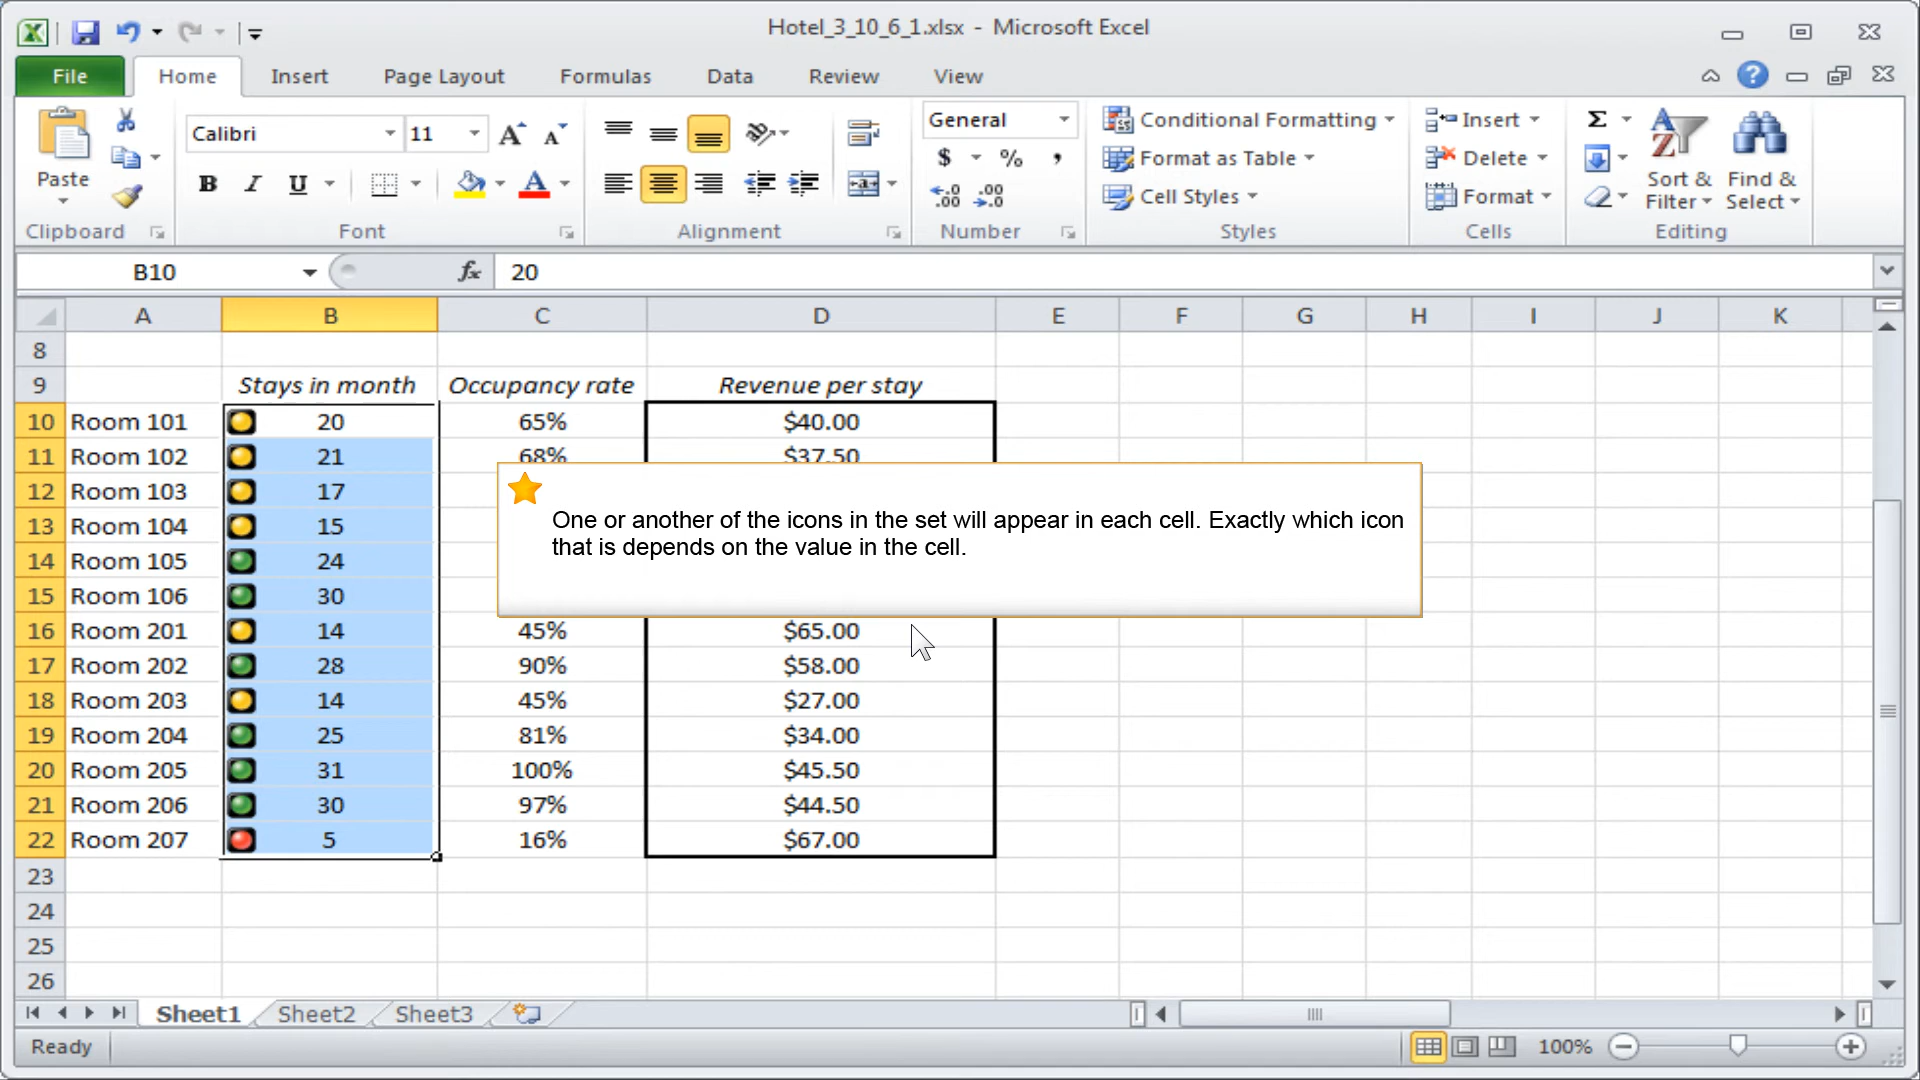 Hotel_3_10_6_1.xlsx - Microsoft Excel
File Home Insert Page Layout Formulas Data Review View
Calibri 11 General Conditional Formatting Insert Σ
$ % , Format as Table Delete
Paste B I U A Cell Styles Format Sort & Filter Find & Select
Clipboard Font Alignment Number Styles Cells Editing
B10 fx 20
A B C D E F G H I J K
8
9 Stays in month Occupancy rate Revenue per stay
10 Room 101 20 65% $40.00
11 Room 102 21 68% $37.50
12 Room 103 17
13 Room 104 15
14 Room 105 24
15 Room 106 30
One or another of the icons in the set will appear in each cell. Exactly which icon
that is depends on the value in the cell.
16 Room 201 14 45% $65.00
17 Room 202 28 90% $58.00
18 Room 203 14 45% $27.00
19 Room 204 25 81% $34.00
20 Room 205 31 100% $45.50
21 Room 206 30 97% $44.50
22 Room 207 5 16% $67.00
23
24
25
26
Sheet1 Sheet2 Sheet3
Ready 100%